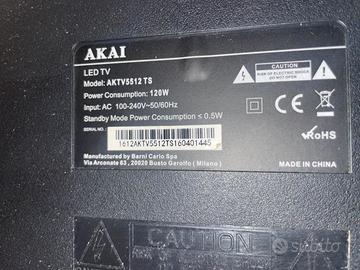 AKAI
LED TV
Model: AKTV5512 TS
Power Consumption: 120W
Input: AC 100-240V~50/60Hz
Standby Mode Power Consumption ≤ 0.5W
SERIAL NO.:
1612AKTV5512TS160401445
Manufactured by Barni Carlo Spa
Via Arconate 63 , 20020 Busto Garolfo ( Milano )
CAUTION
RISK OF ELECTRIC SHOCK
DO NOT OPEN
CE
RoHS
MADE IN CHINA
subito